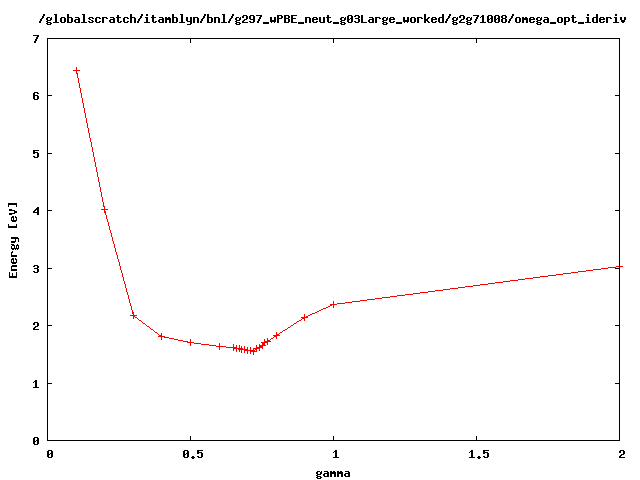 /globalscratch/itamblyn/bnl/g297_wPBE_neut_g03Large_worked/g2g71008/omega_opt_ideriv
7
6
5
4
3
2
1
0
Energy [eV]
0 0.5 1 1.5 2
gamma